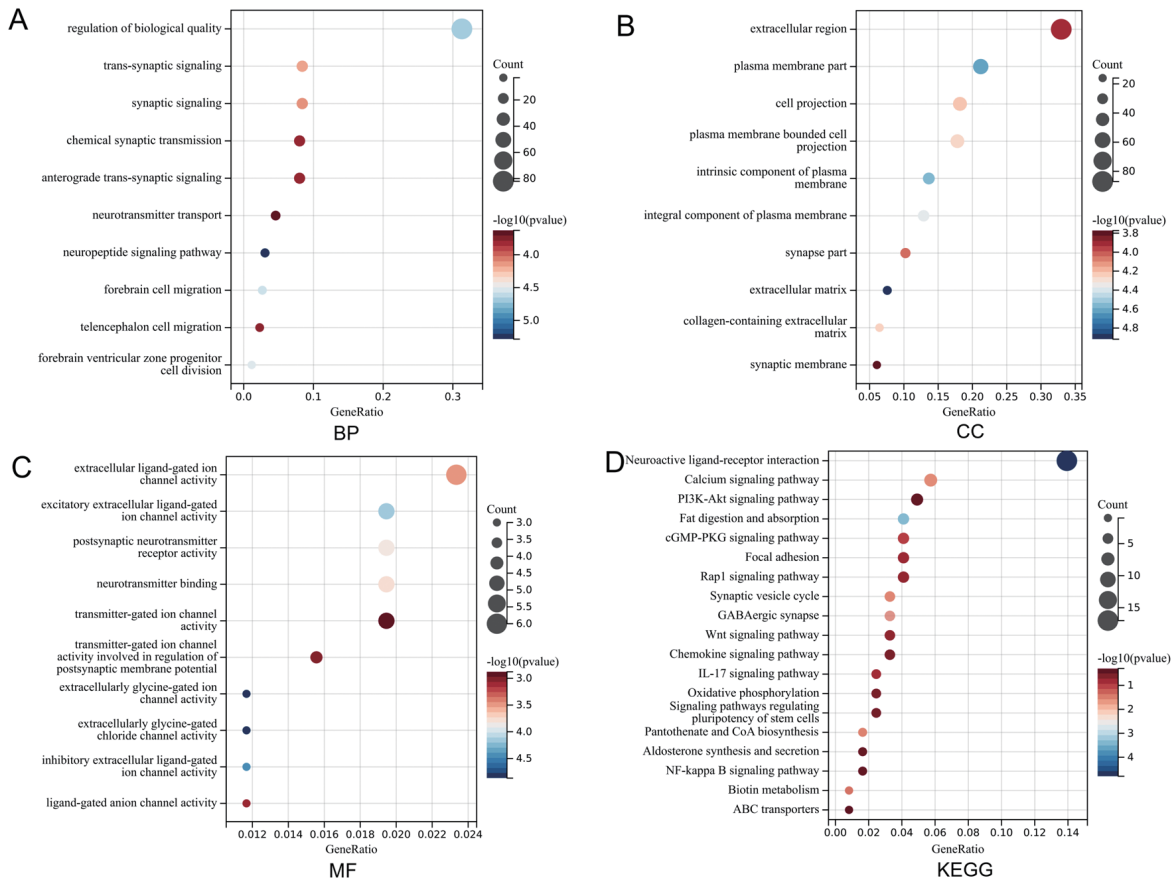 A
regulation of biological quality
trans-synaptic signaling
synaptic signaling
chemical synaptic transmission
anterograde trans-synaptic signaling
neurotransmitter transport
neuropeptide signaling pathway
forebrain cell migration
telencephalon cell migration
forebrain ventricular zone progenitor
cell division
0.0
0.1
0.2
0.3
GeneRatio
BP
Count
20
40
60
80
-log10(pvalue)
4.0
4.5
5.0
B
extracellular region
plasma membrane part
cell projection
plasma membrane bounded cell
projection
intrinsic component of plasma
membrane
integral component of plasma membrane
synapse part
extracellular matrix
collagen-containing extracellular
matrix
synaptic membrane
0.05
0.10
0.15
0.20
0.25
0.30
0.35
GeneRatio
CC
Count
20
40
60
80
-log10(pvalue)
3.8
4.0
4.2
4.4
4.6
4.8
C
extracellular ligand-gated ion
channel activity
excitatory extracellular ligand-gated
ion channel activity
postsynaptic neurotransmitter
receptor activity
neurotransmitter binding
transmitter-gated ion channel
activity
transmitter-gated ion channel
activity involved in regulation of
postsynaptic membrane potential
extracellularly glycine-gated ion
channel activity
extracellularly glycine-gated
chloride channel activity
inhibitory extracellular ligand-gated
ion channel activity
ligand-gated anion channel activity
0.012
0.014
0.016
0.018
0.020
0.022
0.024
GeneRatio
MF
Count
3.0
3.5
4.0
4.5
5.0
5.5
6.0
-log10(pvalue)
3.0
3.5
4.0
4.5
D
Neuroactive ligand-receptor interaction
Calcium signaling pathway
PI3K-Akt signaling pathway
Fat digestion and absorption
cGMP-PKG signaling pathway
Focal adhesion
Rap1 signaling pathway
Synaptic vesicle cycle
GABAergic synapse
Wnt signaling pathway
Chemokine signaling pathway
IL-17 signaling pathway
Oxidative phosphorylation
Signaling pathways regulating
pluripotency of stem cells
Pantothenate and CoA biosynthesis
Aldosterone synthesis and secretion
NF-kappa B signaling pathway
Biotin metabolism
ABC transporters
0.00
0.02
0.04
0.06
0.08
0.10
0.12
0.14
GeneRatio
KEGG
Count
5
10
15
-log10(pvalue)
1
2
3
4